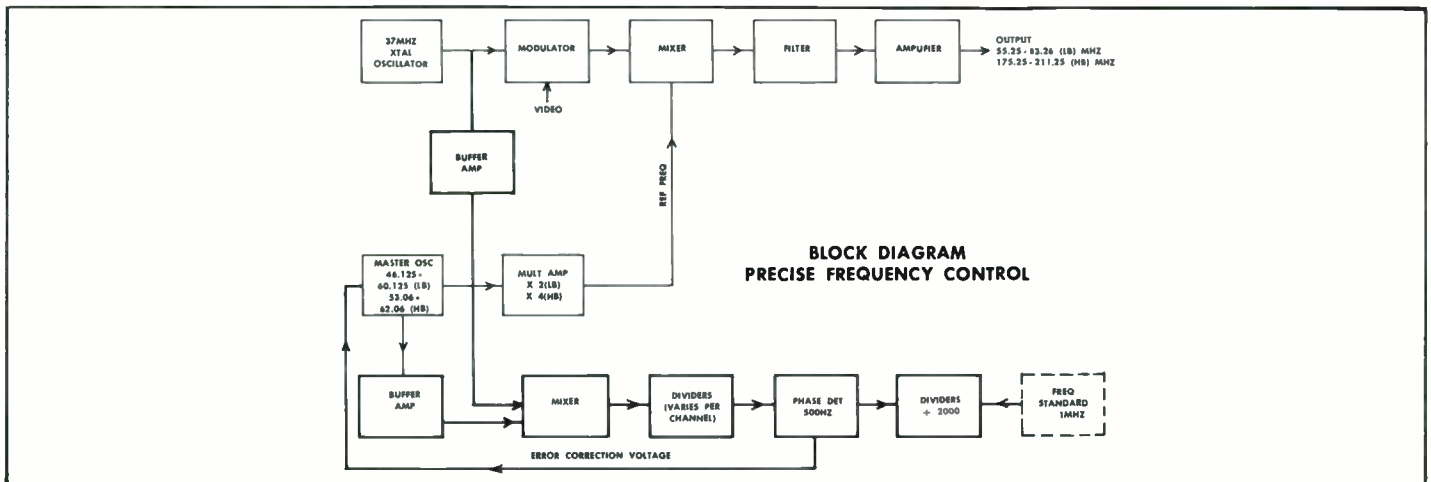 37MHZ
XTAL
OSCILLATOR
MODULATOR
MIXER
FILTER
AMPLIFIER
OUTPUT
55.25 - 83.26 (LB) MHZ
175.25 - 211.25 (HB) MHZ
VIDEO
BUFFER
AMP
REF FREQ
BLOCK DIAGRAM
PRECISE FREQUENCY CONTROL
MASTER OSC
46.125 -
60.125 (LB)
53.06 -
62.06 (HB)
MULT AMP
X 2(LB)
X 4(HB)
BUFFER
AMP
MIXER
DIVIDERS
(VARIES PER
CHANNEL)
PHASE DET
500HZ
DIVIDERS
÷ 2000
FREQ
STANDARD
1MHZ
ERROR CORRECTION VOLTAGE